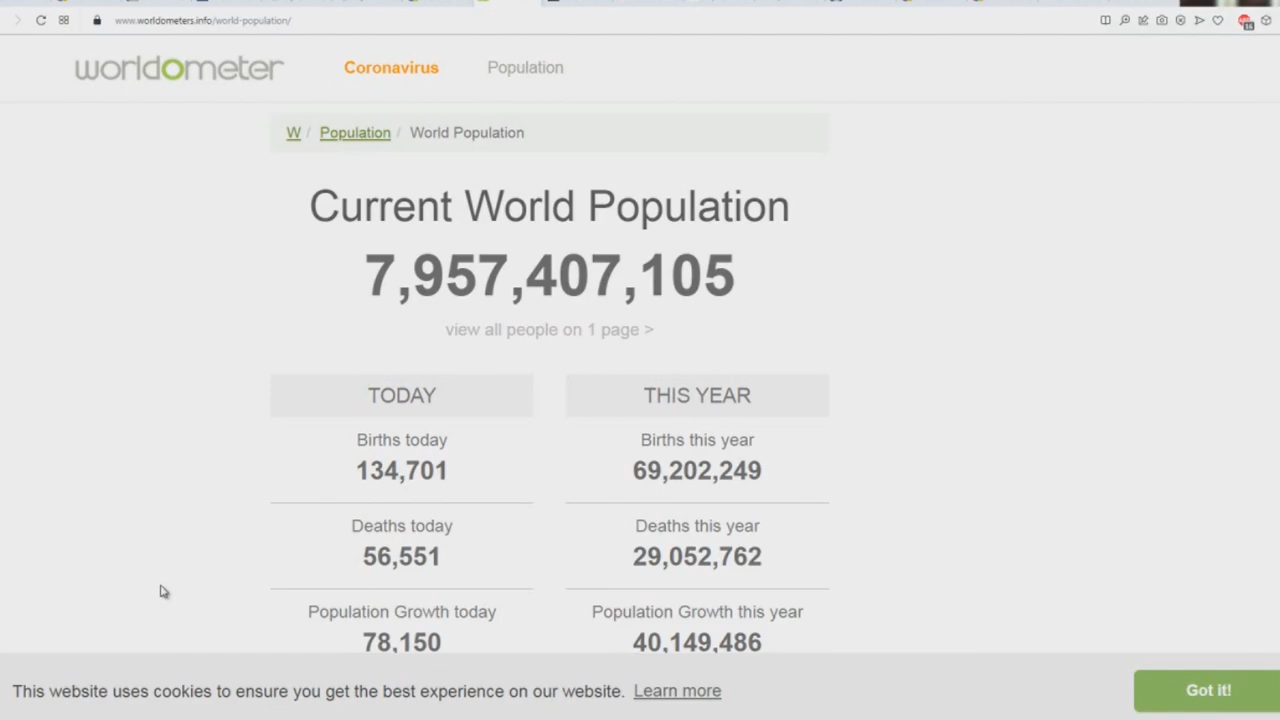 www.worldometers.info/world-population/
worldometer
Coronavirus
Population
W / Population / World Population
Current World Population
7,957,407,105
view all people on 1 page >
TODAY
Births today
134,701
Deaths today
56,551
Population Growth today
78,150
THIS YEAR
Births this year
69,202,249
Deaths this year
29,052,762
Population Growth this year
40,149,486
This website uses cookies to ensure you get the best experience on our website. Learn more
Got it!